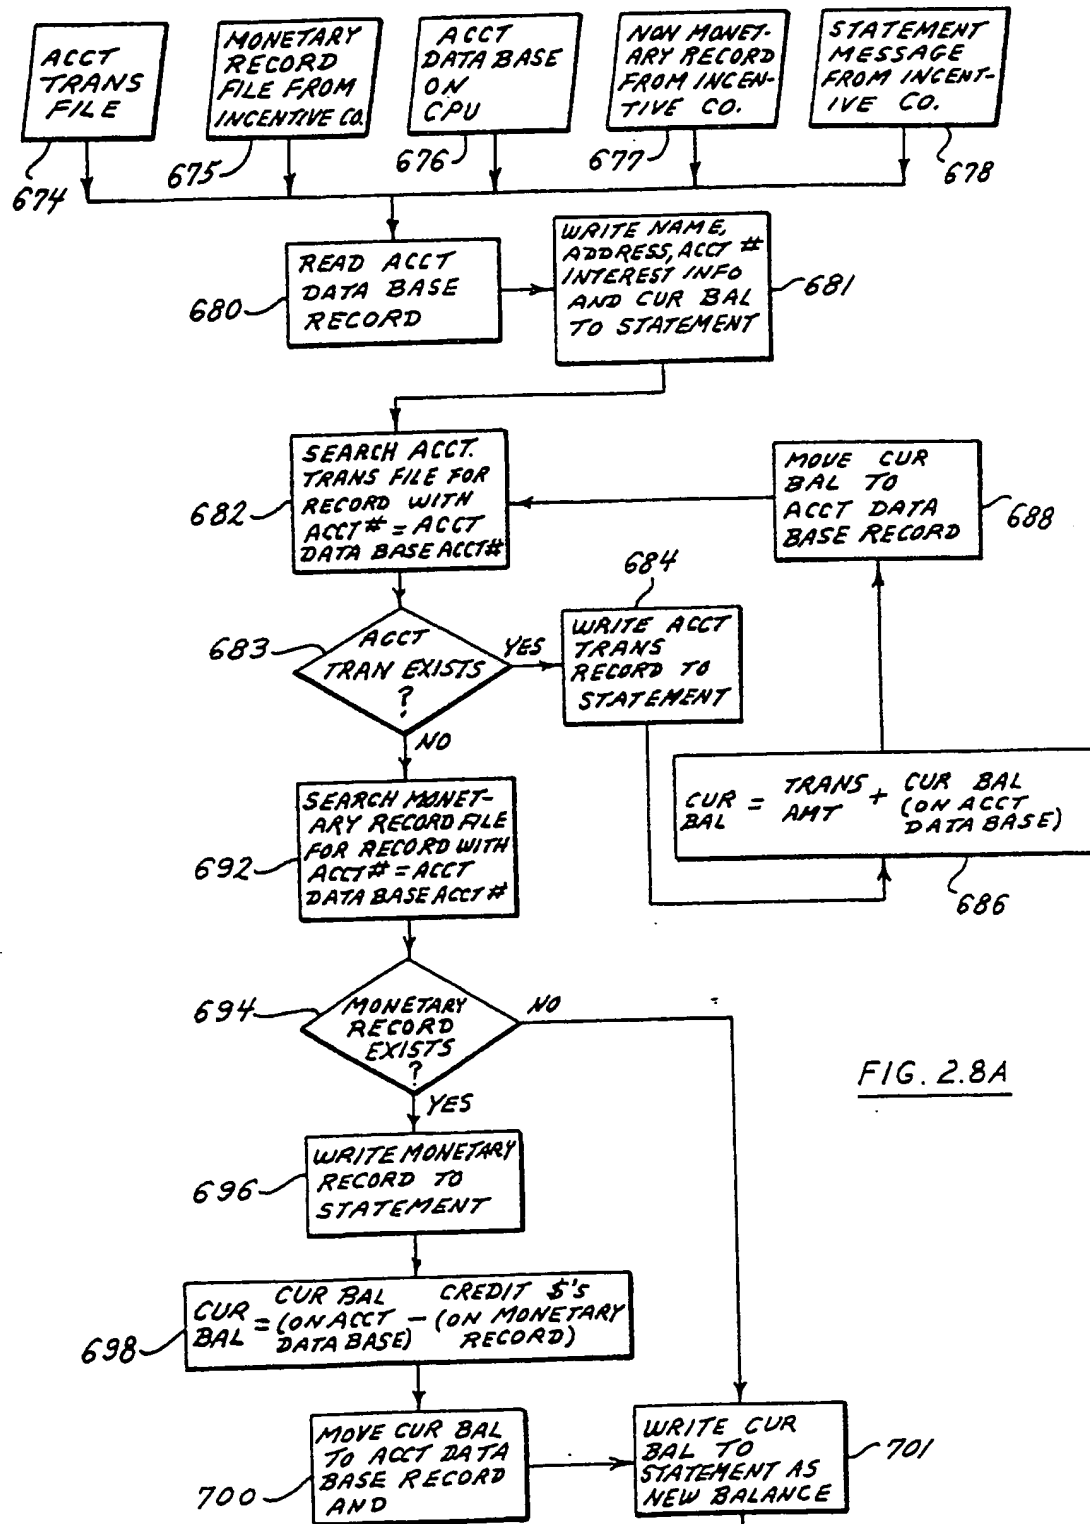 ACCT
TRANS
FILE
674
MONETARY
RECORD
FILE FROM
INCENTIVE CO.
675
ACCT
DATA BASE
ON
CPU
676
NON MONET-
ARY RECORD
FROM INCEN-
TIVE CO.
677
STATEMENT
MESSAGE
FROM INCENT-
IVE CO.
678
READ ACCT
DATA BASE
RECORD
680
WRITE NAME,
ADDRESS, ACCT #
INTEREST INFO
AND CUR BAL
TO STATEMENT
681
SEARCH ACCT.
TRANS FILE FOR
RECORD WITH
ACCT # = ACCT
DATA BASE ACCT #
682
MOVE CUR
BAL TO
ACCT DATA
BASE RECORD
688
ACCT
TRAN EXISTS
?
683
YES
NO
684
WRITE ACCT
TRANS
RECORD TO
STATEMENT
CUR BAL = TRANS AMT + CUR BAL (ON ACCT DATA BASE)
686
SEARCH MONET-
ARY RECORD FILE
FOR RECORD WITH
ACCT # = ACCT
DATA BASE ACCT #
692
MONETARY
RECORD
EXISTS
?
694
NO
YES
FIG. 2.8A
WRITE MONETARY
RECORD TO
STATEMENT
696
CUR BAL = CUR BAL (ON ACCT DATA BASE) - CREDIT $'S (ON MONETARY RECORD)
698
MOVE CUR BAL
TO ACCT DATA
BASE RECORD
AND
700
WRITE CUR
BAL TO
STATEMENT AS
NEW BALANCE
701